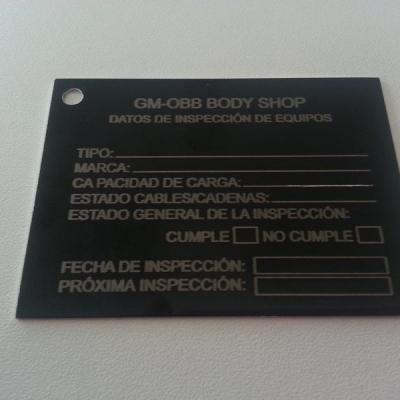 GM-OBB BODY SHOP
DATOS DE INSPECCIÓN DE EQUIPOS
TIPO:
MARCA:
CA PACIDAD DE CARGA:
ESTADO CABLES/CADENAS:
ESTADO GENERAL DE LA INSPECCIÓN:
CUMPLE NO CUMPLE
FECHA DE INSPECCIÓN:
PRÓXIMA INSPECCIÓN: